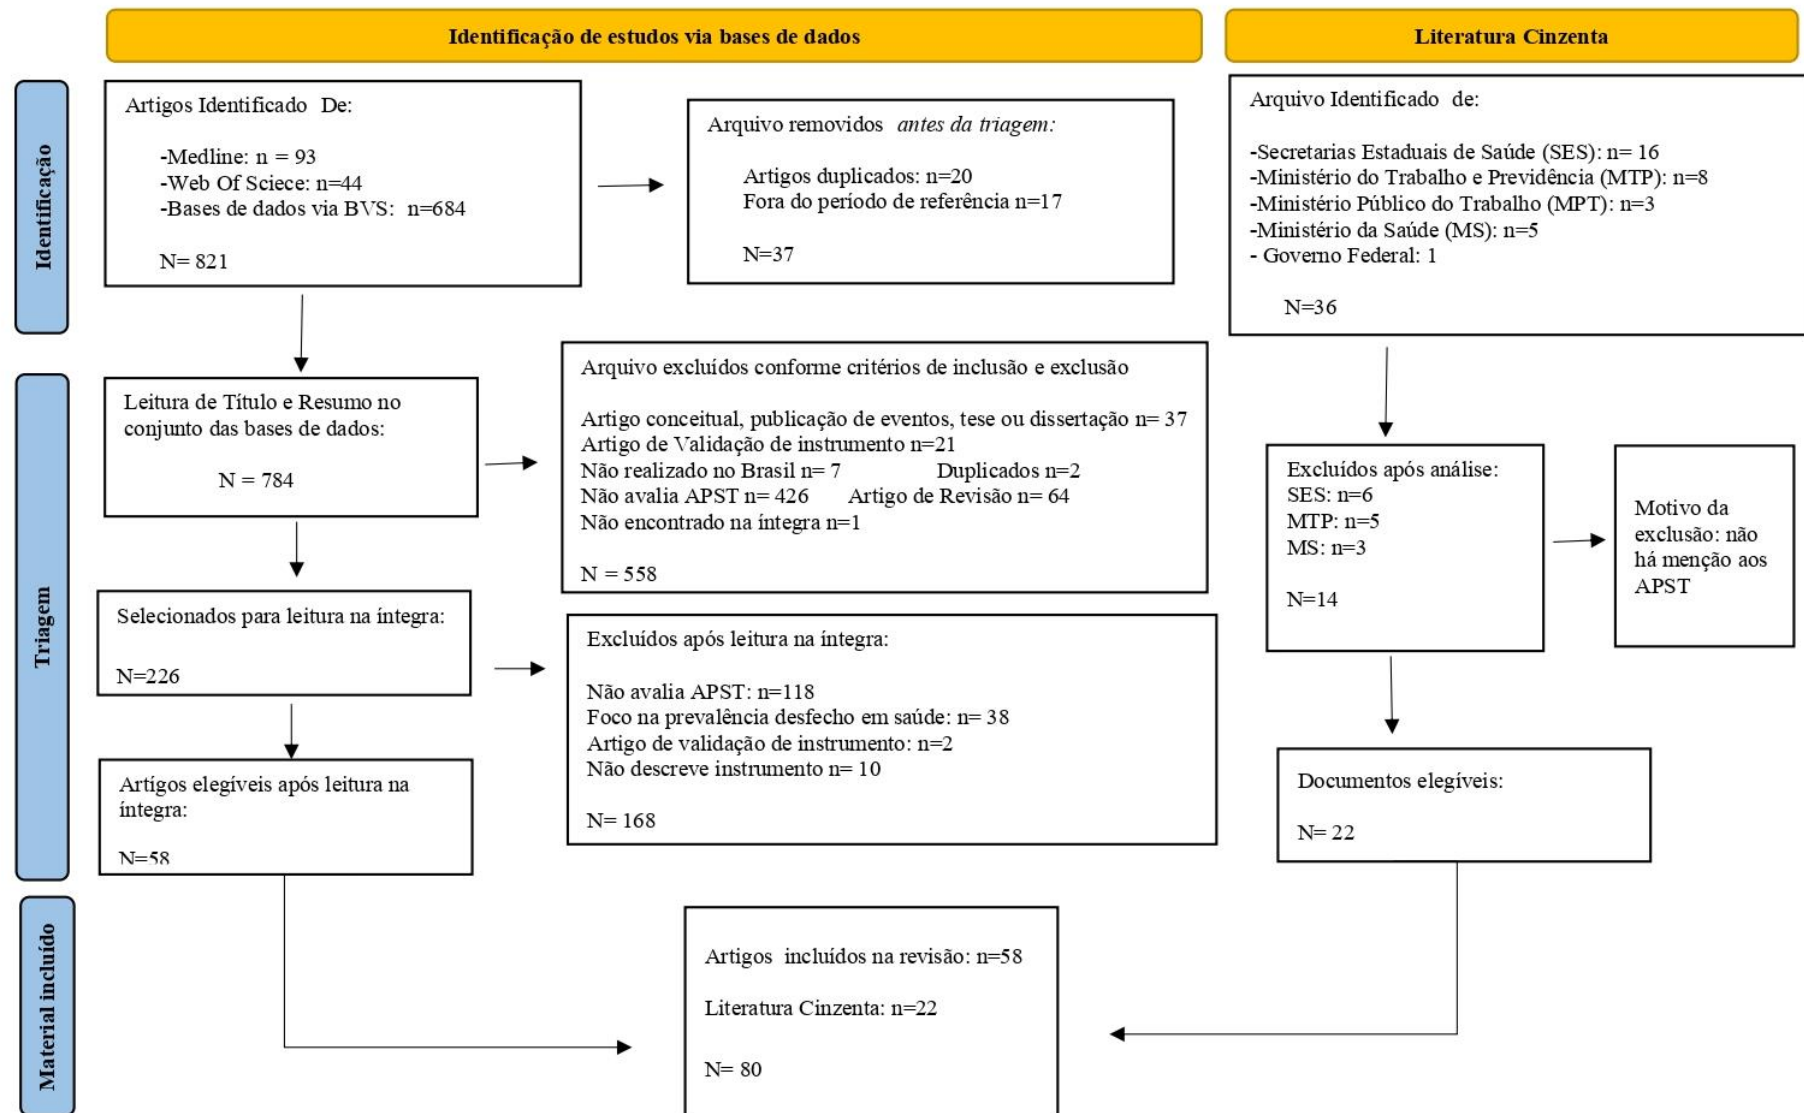 Identificação de estudos via bases de dados
Literatura Cinzenta
Identificação
Artigos Identificado De:
-Medline: n = 93
-Web Of Sciece: n=44
-Bases de dados via BVS: n=684
N= 821
Arquivo removidos antes da triagem:
Artigos duplicados: n=20
Fora do período de referência n=17
N=37
Arquivo Identificado de:
-Secretarias Estaduais de Saúde (SES): n= 16
-Ministério do Trabalho e Previdência (MTP): n=8
-Ministério Público do Trabalho (MPT): n=3
-Ministério da Saúde (MS): n=5
- Governo Federal: 1
N=36
Triagem
Leitura de Título e Resumo no
conjunto das bases de dados:
N = 784
Arquivo excluídos conforme critérios de inclusão e exclusão
Artigo conceitual, publicação de eventos, tese ou dissertação n= 37
Artigo de Validação de instrumento n=21
Não realizado no Brasil n= 7 Duplicados n=2
Não avalia APST n= 426 Artigo de Revisão n= 64
Não encontrado na íntegra n=1
N = 558
Excluídos após análise:
SES: n=6
MTP: n=5
MS: n=3
N=14
Motivo da
exclusão: não
há menção aos
APST
Selecionados para leitura na íntegra:
N=226
Excluídos após leitura na íntegra:
Não avalia APST: n=118
Foco na prevalência desfecho em saúde: n= 38
Artigo de validação de instrumento: n=2
Não descreve instrumento n= 10
N= 168
Artígos elegíveis após leitura na
íntegra:
N=58
Documentos elegíveis:
N= 22
Material incluído
Artigos incluídos na revisão: n=58
Literatura Cinzenta: n=22
N= 80